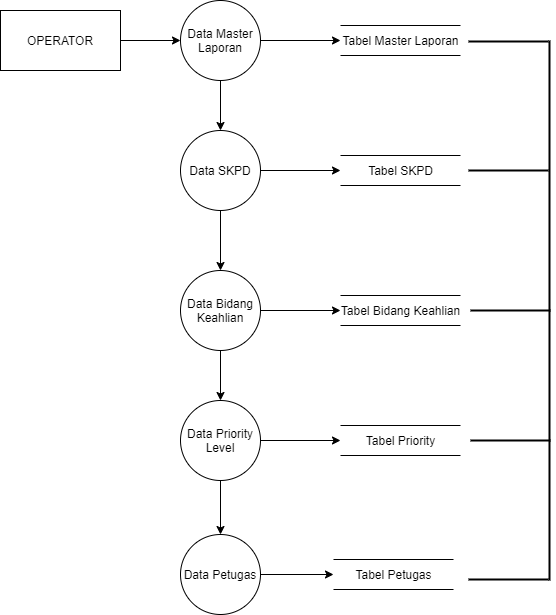 OPERATOR
Data Master
Laporan
Tabel Master Laporan
Data SKPD
Tabel SKPD
Data Bidang
Keahlian
Tabel Bidang Keahlian
Data Priority
Level
Tabel Priority
Data Petugas
Tabel Petugas